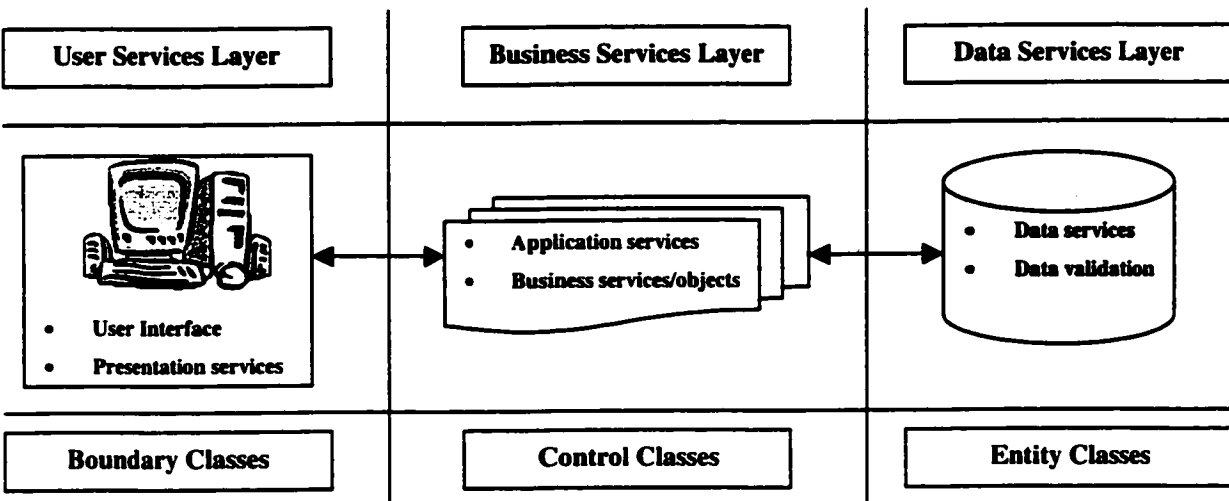 User Services Layer
Business Services Layer
Data Services Layer
• User Interface
• Presentation services
• Application services
• Business services/objects
• Data services
• Data validation
Boundary Classes
Control Classes
Entity Classes